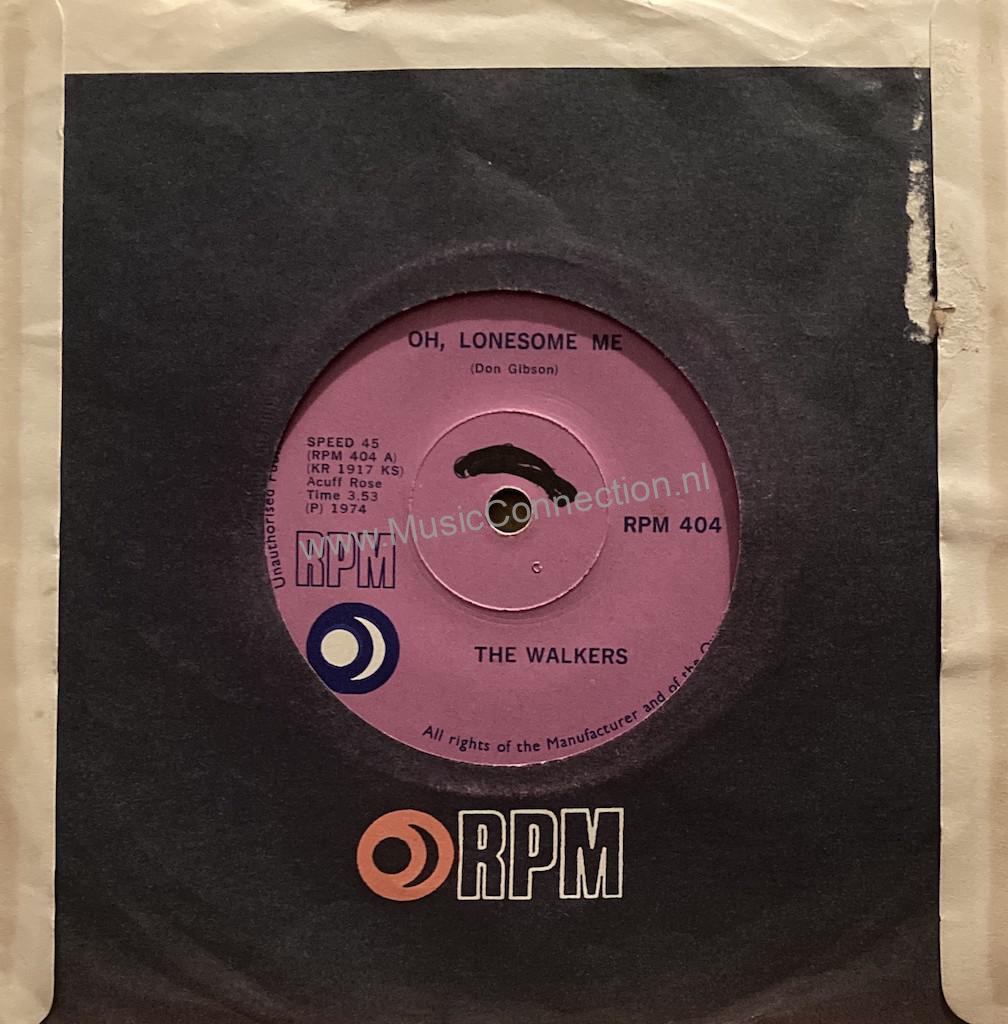 OH, LONESOME ME
(Don Gibson)
SPEED 45
(RPM 404 A)
(KR 1917 KS)
Acuff Rose
Time 3.53
(P) 1974
RPM
RPM 404
THE WALKERS
Unauthorised
All rights of the Manufacturer and of the
www.MusicConnection.nl
G
RPM